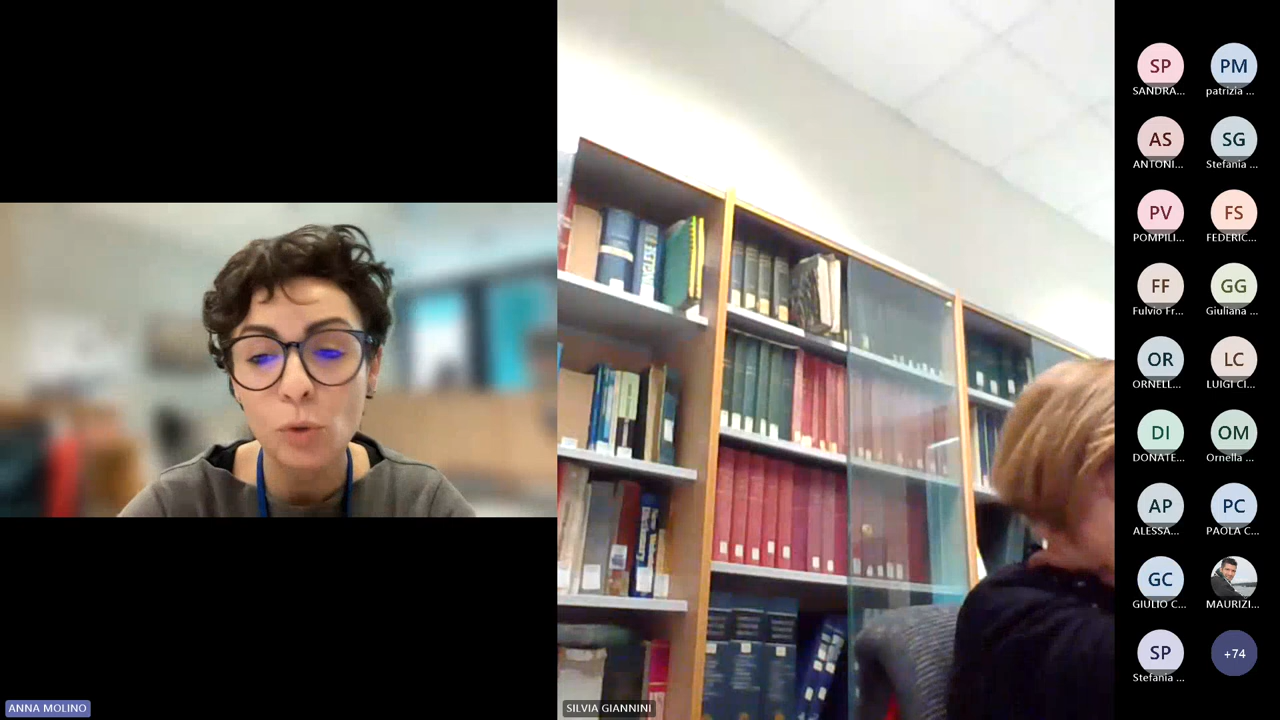 SP
PM
SANDRA...
patrizia ...
AS
SG
ANTONI...
Stefania ...
PV
FS
POMPILI...
FEDERIC...
FF
GG
Fulvio Fr...
Giuliana ...
OR
LC
ORNELL...
LUIGI CI...
DI
OM
DONATE...
Ornella ...
AP
PC
ALESSA...
PAOLA C...
GC
GIULIO C...
MAURIZI...
SP
+74
Stefania ...
INGLESE
ANNA MOLINO
SILVIA GIANNINI